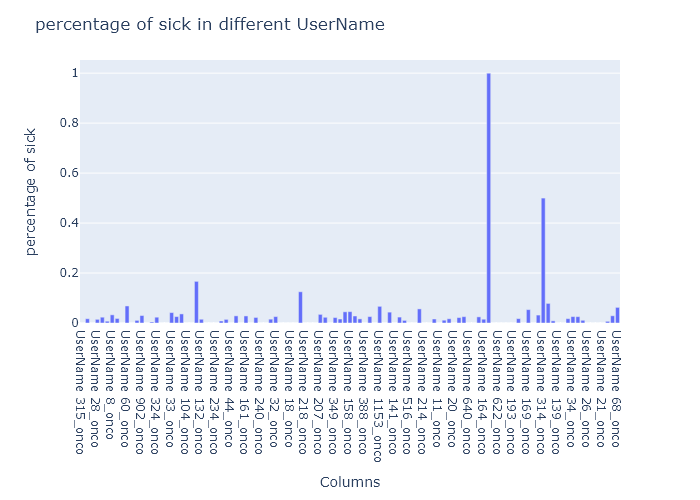 percentage of sick in different UserName
percentage of sick
1
0.8
0.6
0.4
0.2
0
UserName 315_onco
UserName 28_onco
UserName 8_onco
UserName 60_onco
UserName 902_onco
UserName 324_onco
UserName 33_onco
UserName 104_onco
UserName 132_onco
UserName 234_onco
UserName 44_onco
UserName 161_onco
UserName 240_onco
UserName 32_onco
UserName 18_onco
UserName 218_onco
UserName 207_onco
UserName 349_onco
UserName 158_onco
UserName 388_onco
UserName 1153_onco
UserName 141_onco
UserName 516_onco
UserName 214_onco
UserName 11_onco
UserName 20_onco
UserName 640_onco
UserName 164_onco
UserName 622_onco
UserName 193_onco
UserName 169_onco
UserName 314_onco
UserName 139_onco
UserName 34_onco
UserName 26_onco
UserName 21_onco
UserName 68_onco
Columns